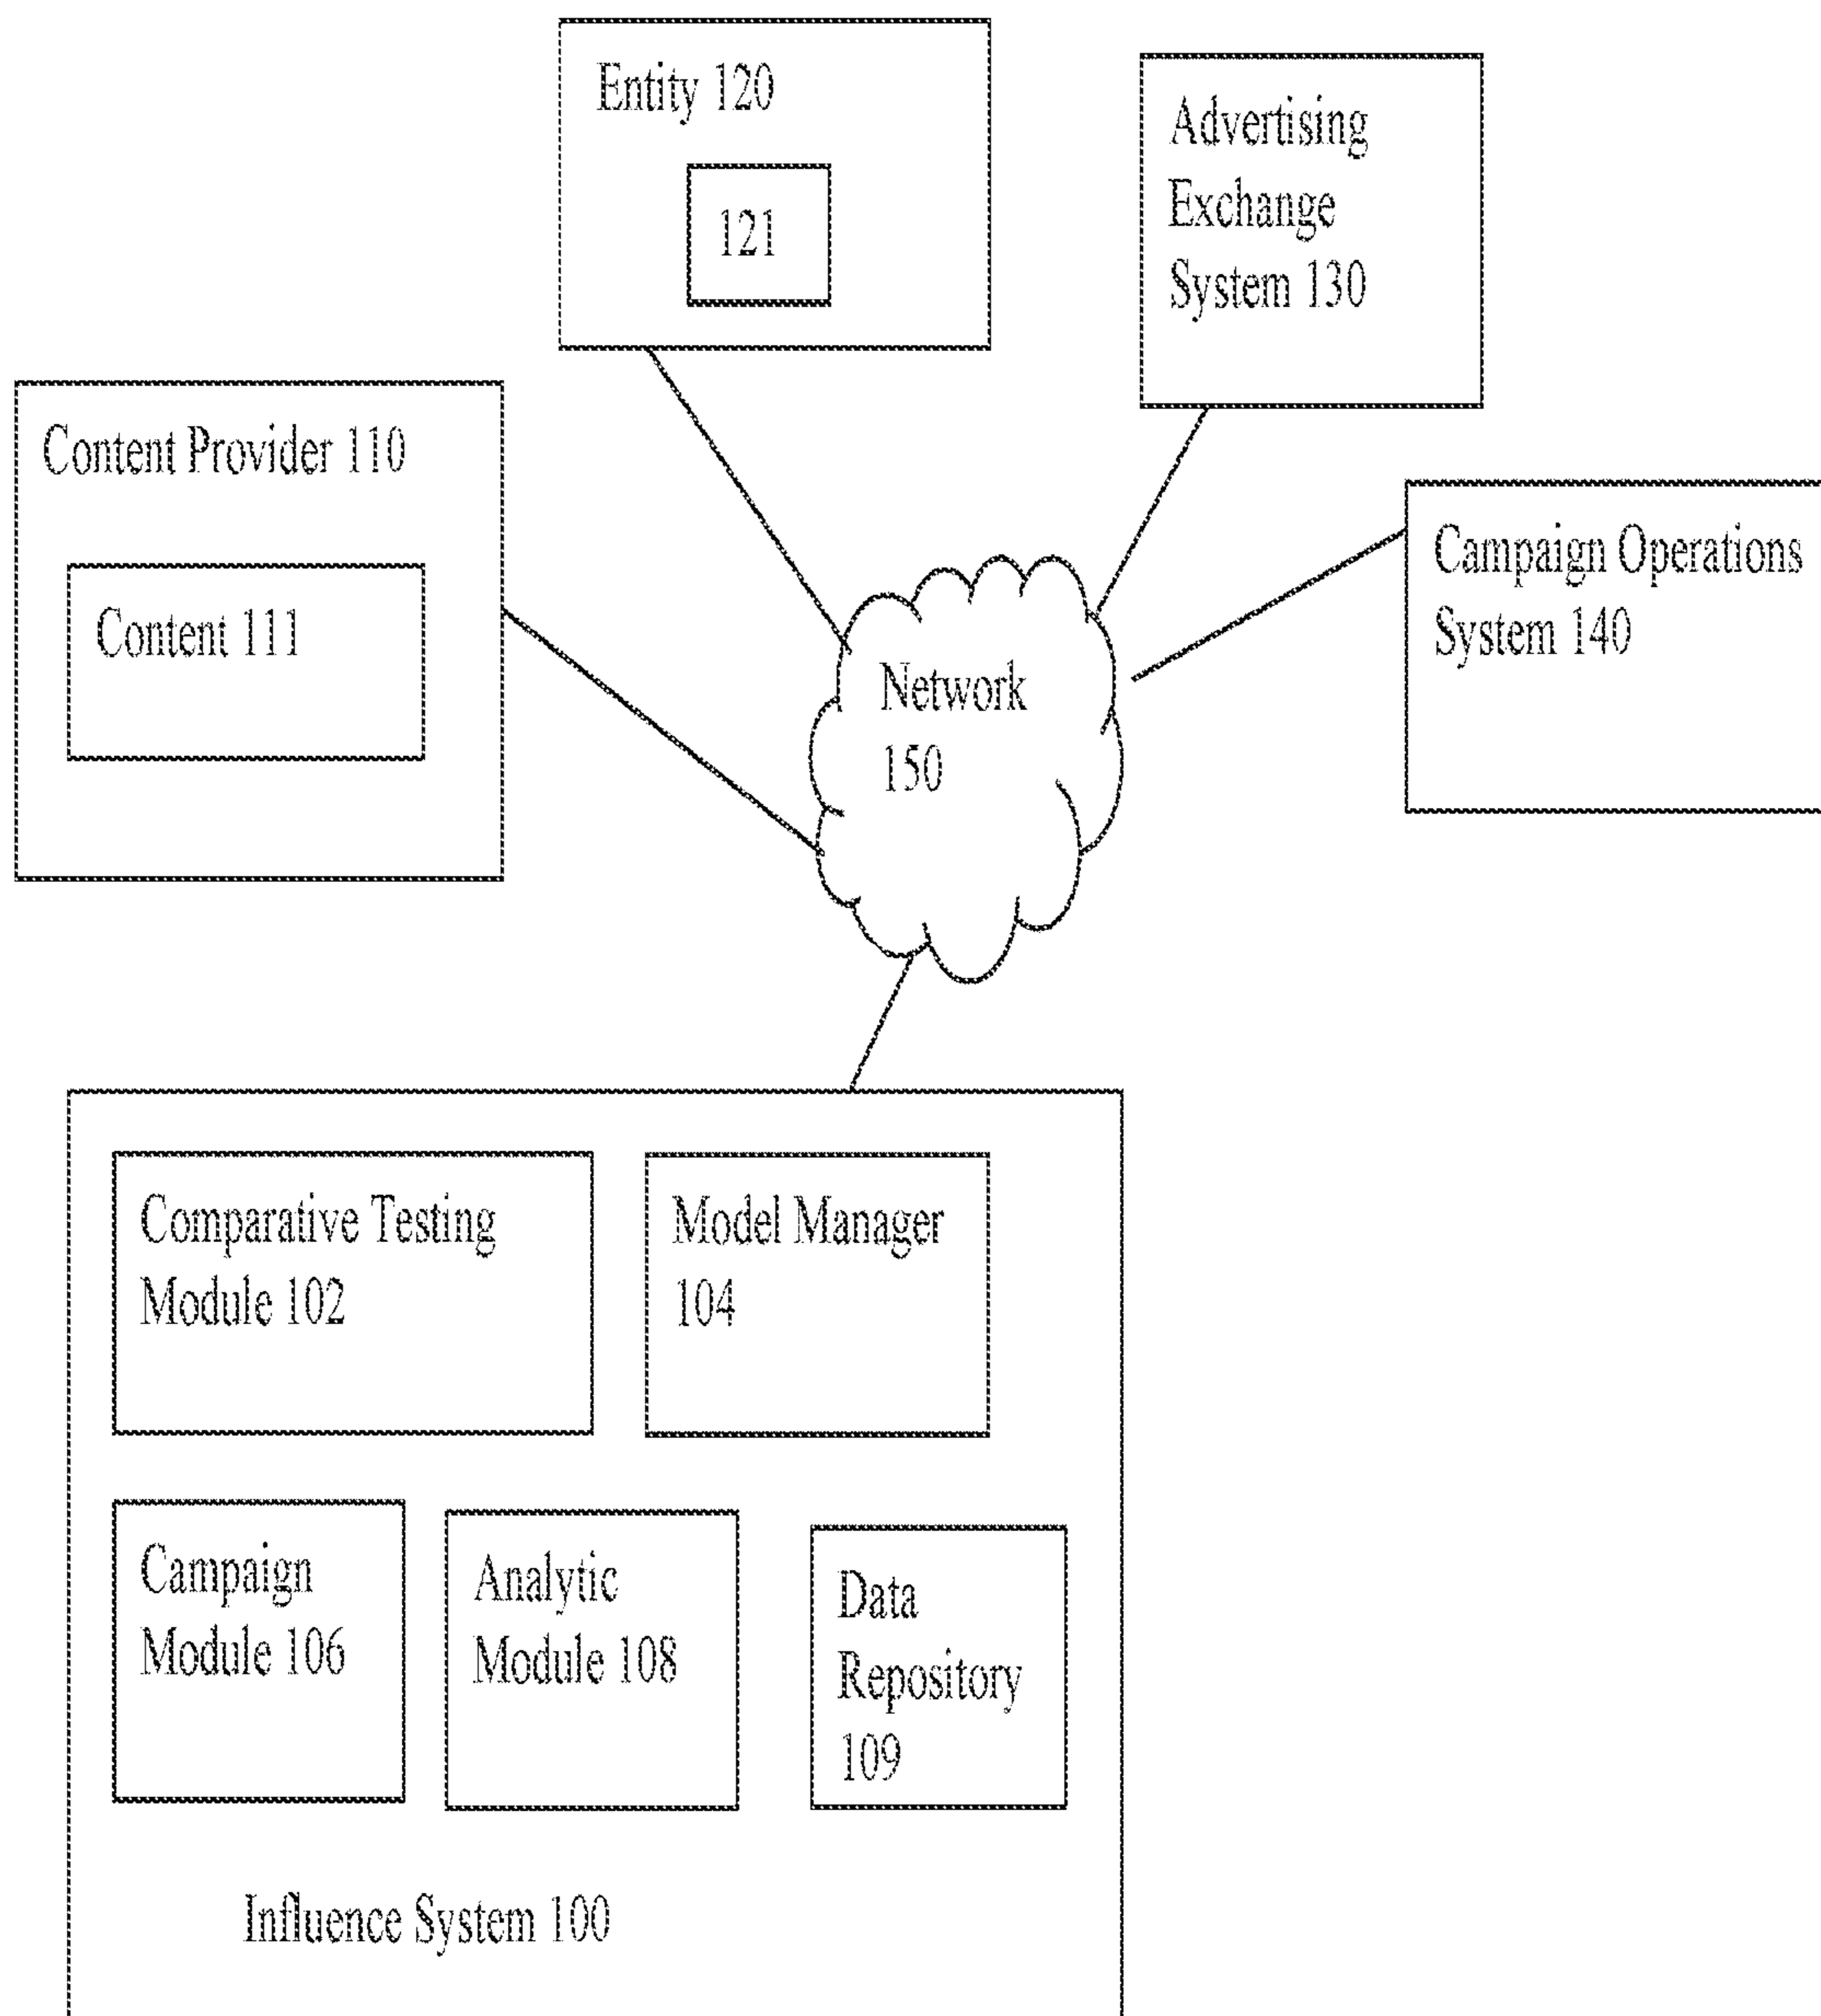 Entity 120
121
Advertising
Exchange
System 130
Content Provider 110
Content 111
Campaign Operations
System 140
Network
150
Comparative Testing
Module 102
Model Manager
104
Campaign
Module 106
Analytic
Module 108
Data
Repository
109
Influence System 100